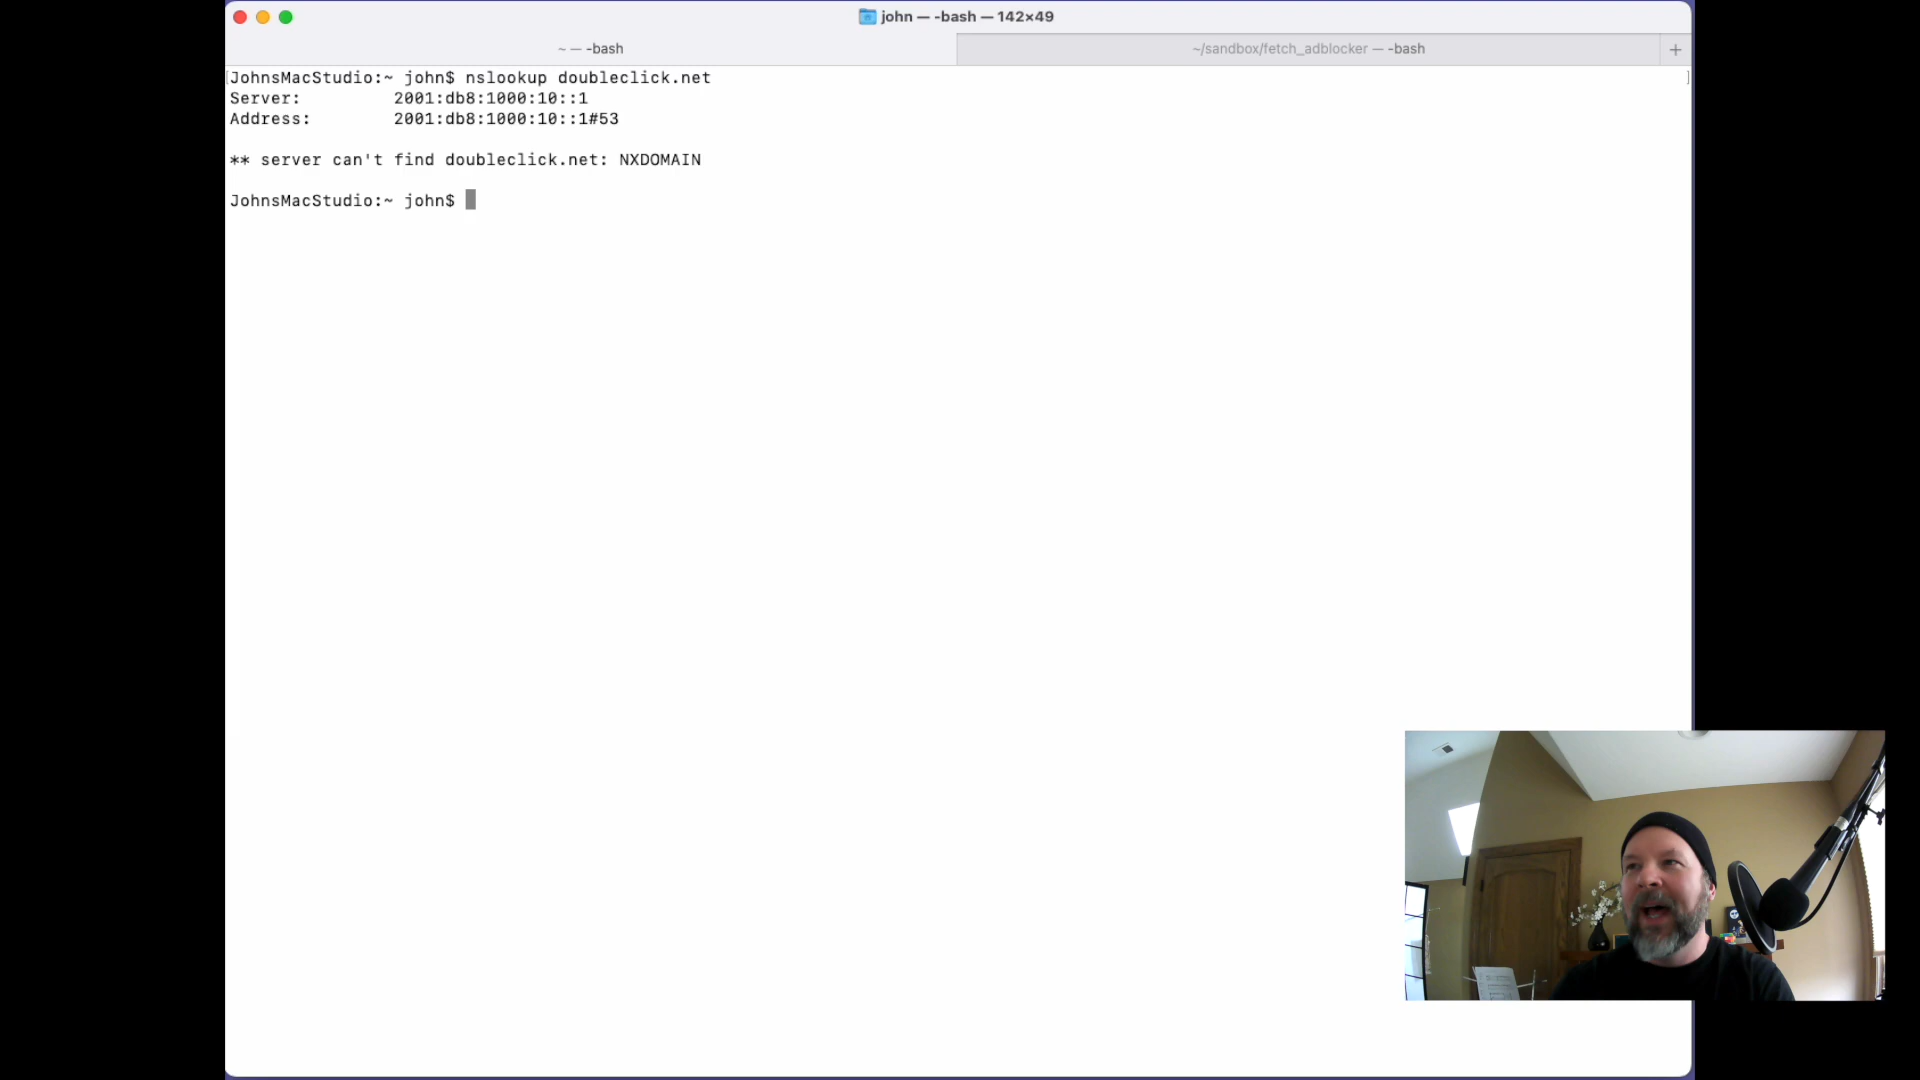 john — -bash — 142×49
~ — -bash
~/sandbox/fetch_adblocker — -bash
+
[JohnsMacStudio:~ john$ nslookup doubleclick.net ]
Server: 2001:db8:1000:10::1
Address: 2001:db8:1000:10::1#53
** server can't find doubleclick.net: NXDOMAIN
JohnsMacStudio:~ john$